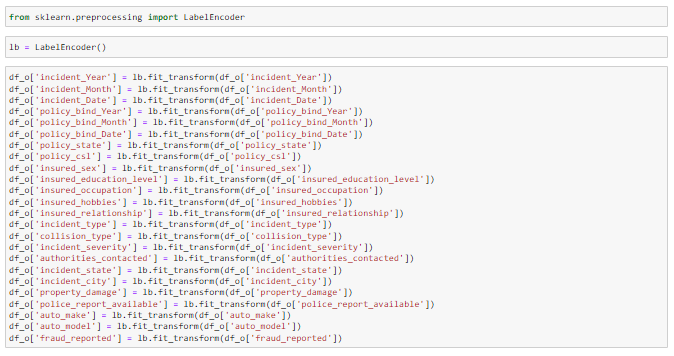 from sklearn.preprocessing import LabelEncoder
lb = LabelEncoder()
df_o['incident_Year'] = lb.fit_transform(df_o['incident_Year'])
df_o['incident_Month'] = lb.fit_transform(df_o['incident_Month'])
df_o['incident_Date'] = lb.fit_transform(df_o['incident_Date'])
df_o['policy_bind_Year'] = lb.fit_transform(df_o['policy_bind_Year'])
df_o['policy_bind_Month'] = lb.fit_transform(df_o['policy_bind_Month'])
df_o['policy_bind_Date'] = lb.fit_transform(df_o['policy_bind_Date'])
df_o['policy_state'] = lb.fit_transform(df_o['policy_state'])
df_o['policy_csl'] = lb.fit_transform(df_o['policy_csl'])
df_o['insured_sex'] = lb.fit_transform(df_o['insured_sex'])
df_o['insured_education_level'] = lb.fit_transform(df_o['insured_education_level'])
df_o['insured_occupation'] = lb.fit_transform(df_o['insured_occupation'])
df_o['insured_hobbies'] = lb.fit_transform(df_o['insured_hobbies'])
df_o['insured_relationship'] = lb.fit_transform(df_o['insured_relationship'])
df_o['incident_type'] = lb.fit_transform(df_o['incident_type'])
df_o['collision_type'] = lb.fit_transform(df_o['collision_type'])
df_o['incident_severity'] = lb.fit_transform(df_o['incident_severity'])
df_o['authorities_contacted'] = lb.fit_transform(df_o['authorities_contacted'])
df_o['incident_state'] = lb.fit_transform(df_o['incident_state'])
df_o['incident_city'] = lb.fit_transform(df_o['incident_city'])
df_o['property_damage'] = lb.fit_transform(df_o['property_damage'])
df_o['police_report_available'] = lb.fit_transform(df_o['police_report_available'])
df_o['auto_make'] = lb.fit_transform(df_o['auto_make'])
df_o['auto_model'] = lb.fit_transform(df_o['auto_model'])
df_o['fraud_reported'] = lb.fit_transform(df_o['fraud_reported'])